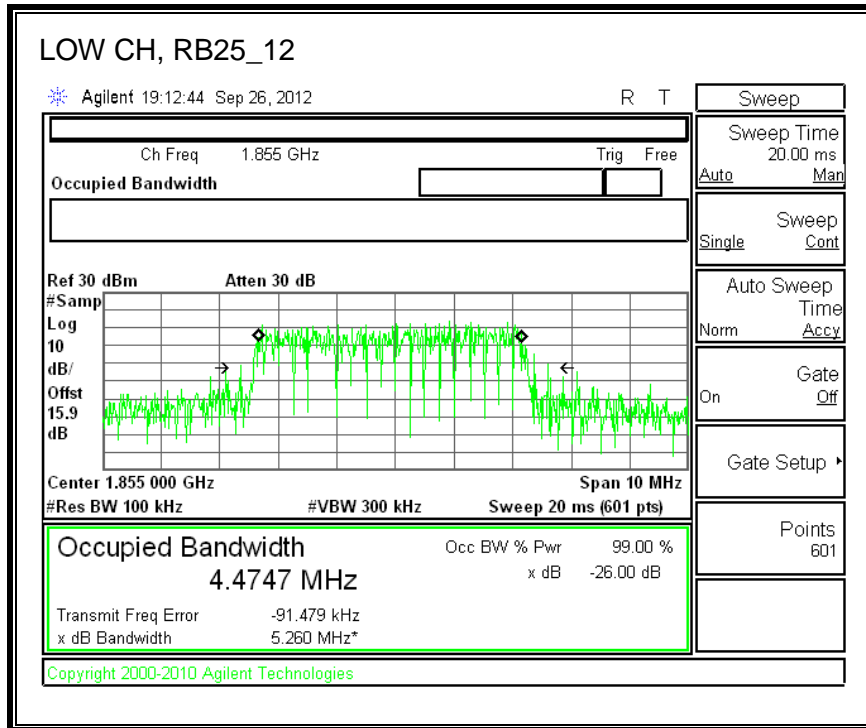 LOW CH, RB25_12
Agilent 19:12:44 Sep 26, 2012 R T
Ch Freq 1.855 GHz Trig Free
Occupied Bandwidth
Ref 30 dBm Atten 30 dB
#Samp
Log
10
dB/
Offst
15.9
dB
Center 1.855 000 GHz Span 10 MHz
#Res BW 100 kHz #VBW 300 kHz Sweep 20 ms (601 pts)
Occupied Bandwidth Occ BW % Pwr 99.00 %
4.4747 MHz x dB -26.00 dB
Transmit Freq Error -91.479 kHz
x dB Bandwidth 5.260 MHz*
Copyright 2000-2010 Agilent Technologies
Sweep
Sweep Time
20.00 ms
Auto Man
Sweep
Single Cont
Auto Sweep
Time
Norm Accy
Gate
On Off
Gate Setup
Points
601